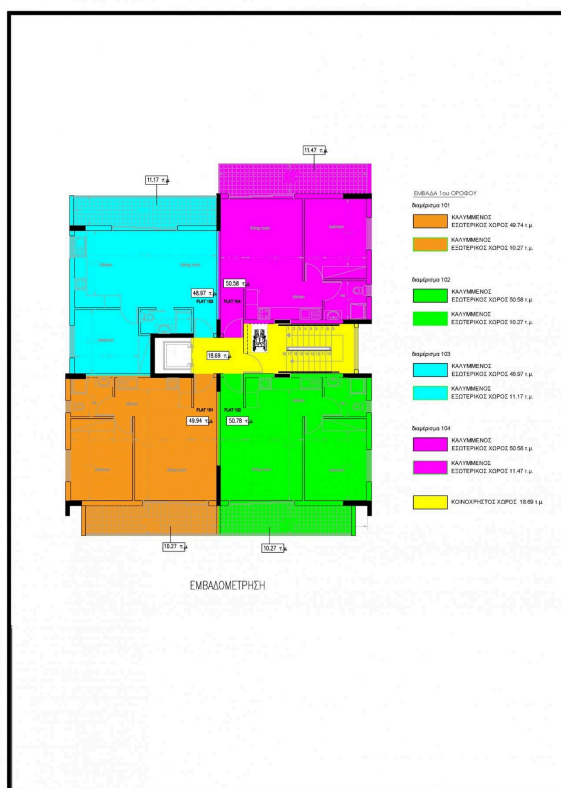 11.47 τ.μ
11.17 τ.μ
ΕΜΒΑΔΑ 1ου ΟΡΟΦΟΥ
διαμέρισμα 101
ΚΑΛΥΜΜΕΝΟΣ
ΕΣΩΤΕΡΙΚΟΣ ΧΩΡΟΣ 49.74 τ.μ.
ΚΑΛΥΜΜΕΝΟΣ
ΕΞΩΤΕΡΙΚΟΣ ΧΩΡΟΣ 10.27 τ.μ.
διαμέρισμα 102
ΚΑΛΥΜΜΕΝΟΣ
ΕΣΩΤΕΡΙΚΟΣ ΧΩΡΟΣ 50.58 τ.μ.
ΚΑΛΥΜΜΕΝΟΣ
ΕΞΩΤΕΡΙΚΟΣ ΧΩΡΟΣ 10.27 τ.μ.
διαμέρισμα 103
ΚΑΛΥΜΜΕΝΟΣ
ΕΣΩΤΕΡΙΚΟΣ ΧΩΡΟΣ 48.97 τ.μ.
ΚΑΛΥΜΜΕΝΟΣ
ΕΞΩΤΕΡΙΚΟΣ ΧΩΡΟΣ 11.17 τ.μ.
διαμέρισμα 104
ΚΑΛΥΜΜΕΝΟΣ
ΕΣΩΤΕΡΙΚΟΣ ΧΩΡΟΣ 50.58 τ.μ.
ΚΑΛΥΜΜΕΝΟΣ
ΕΞΩΤΕΡΙΚΟΣ ΧΩΡΟΣ 11.47 τ.μ.
ΚΟΙΝΟΧΡΗΣΤΟΣ ΧΩΡΟΣ 18.69 τ.μ.
50.58 τ.μ
48.97 τ.μ
FLAT 103
FLAT 104
18.69 τ.μ
FLAT 101
FLAT 102
49.94 τ.μ
50.78 τ.μ
10.27 τ.μ
10.27 τ.μ
ΕΜΒΑΔΟΜΕΤΡΗΣΗ